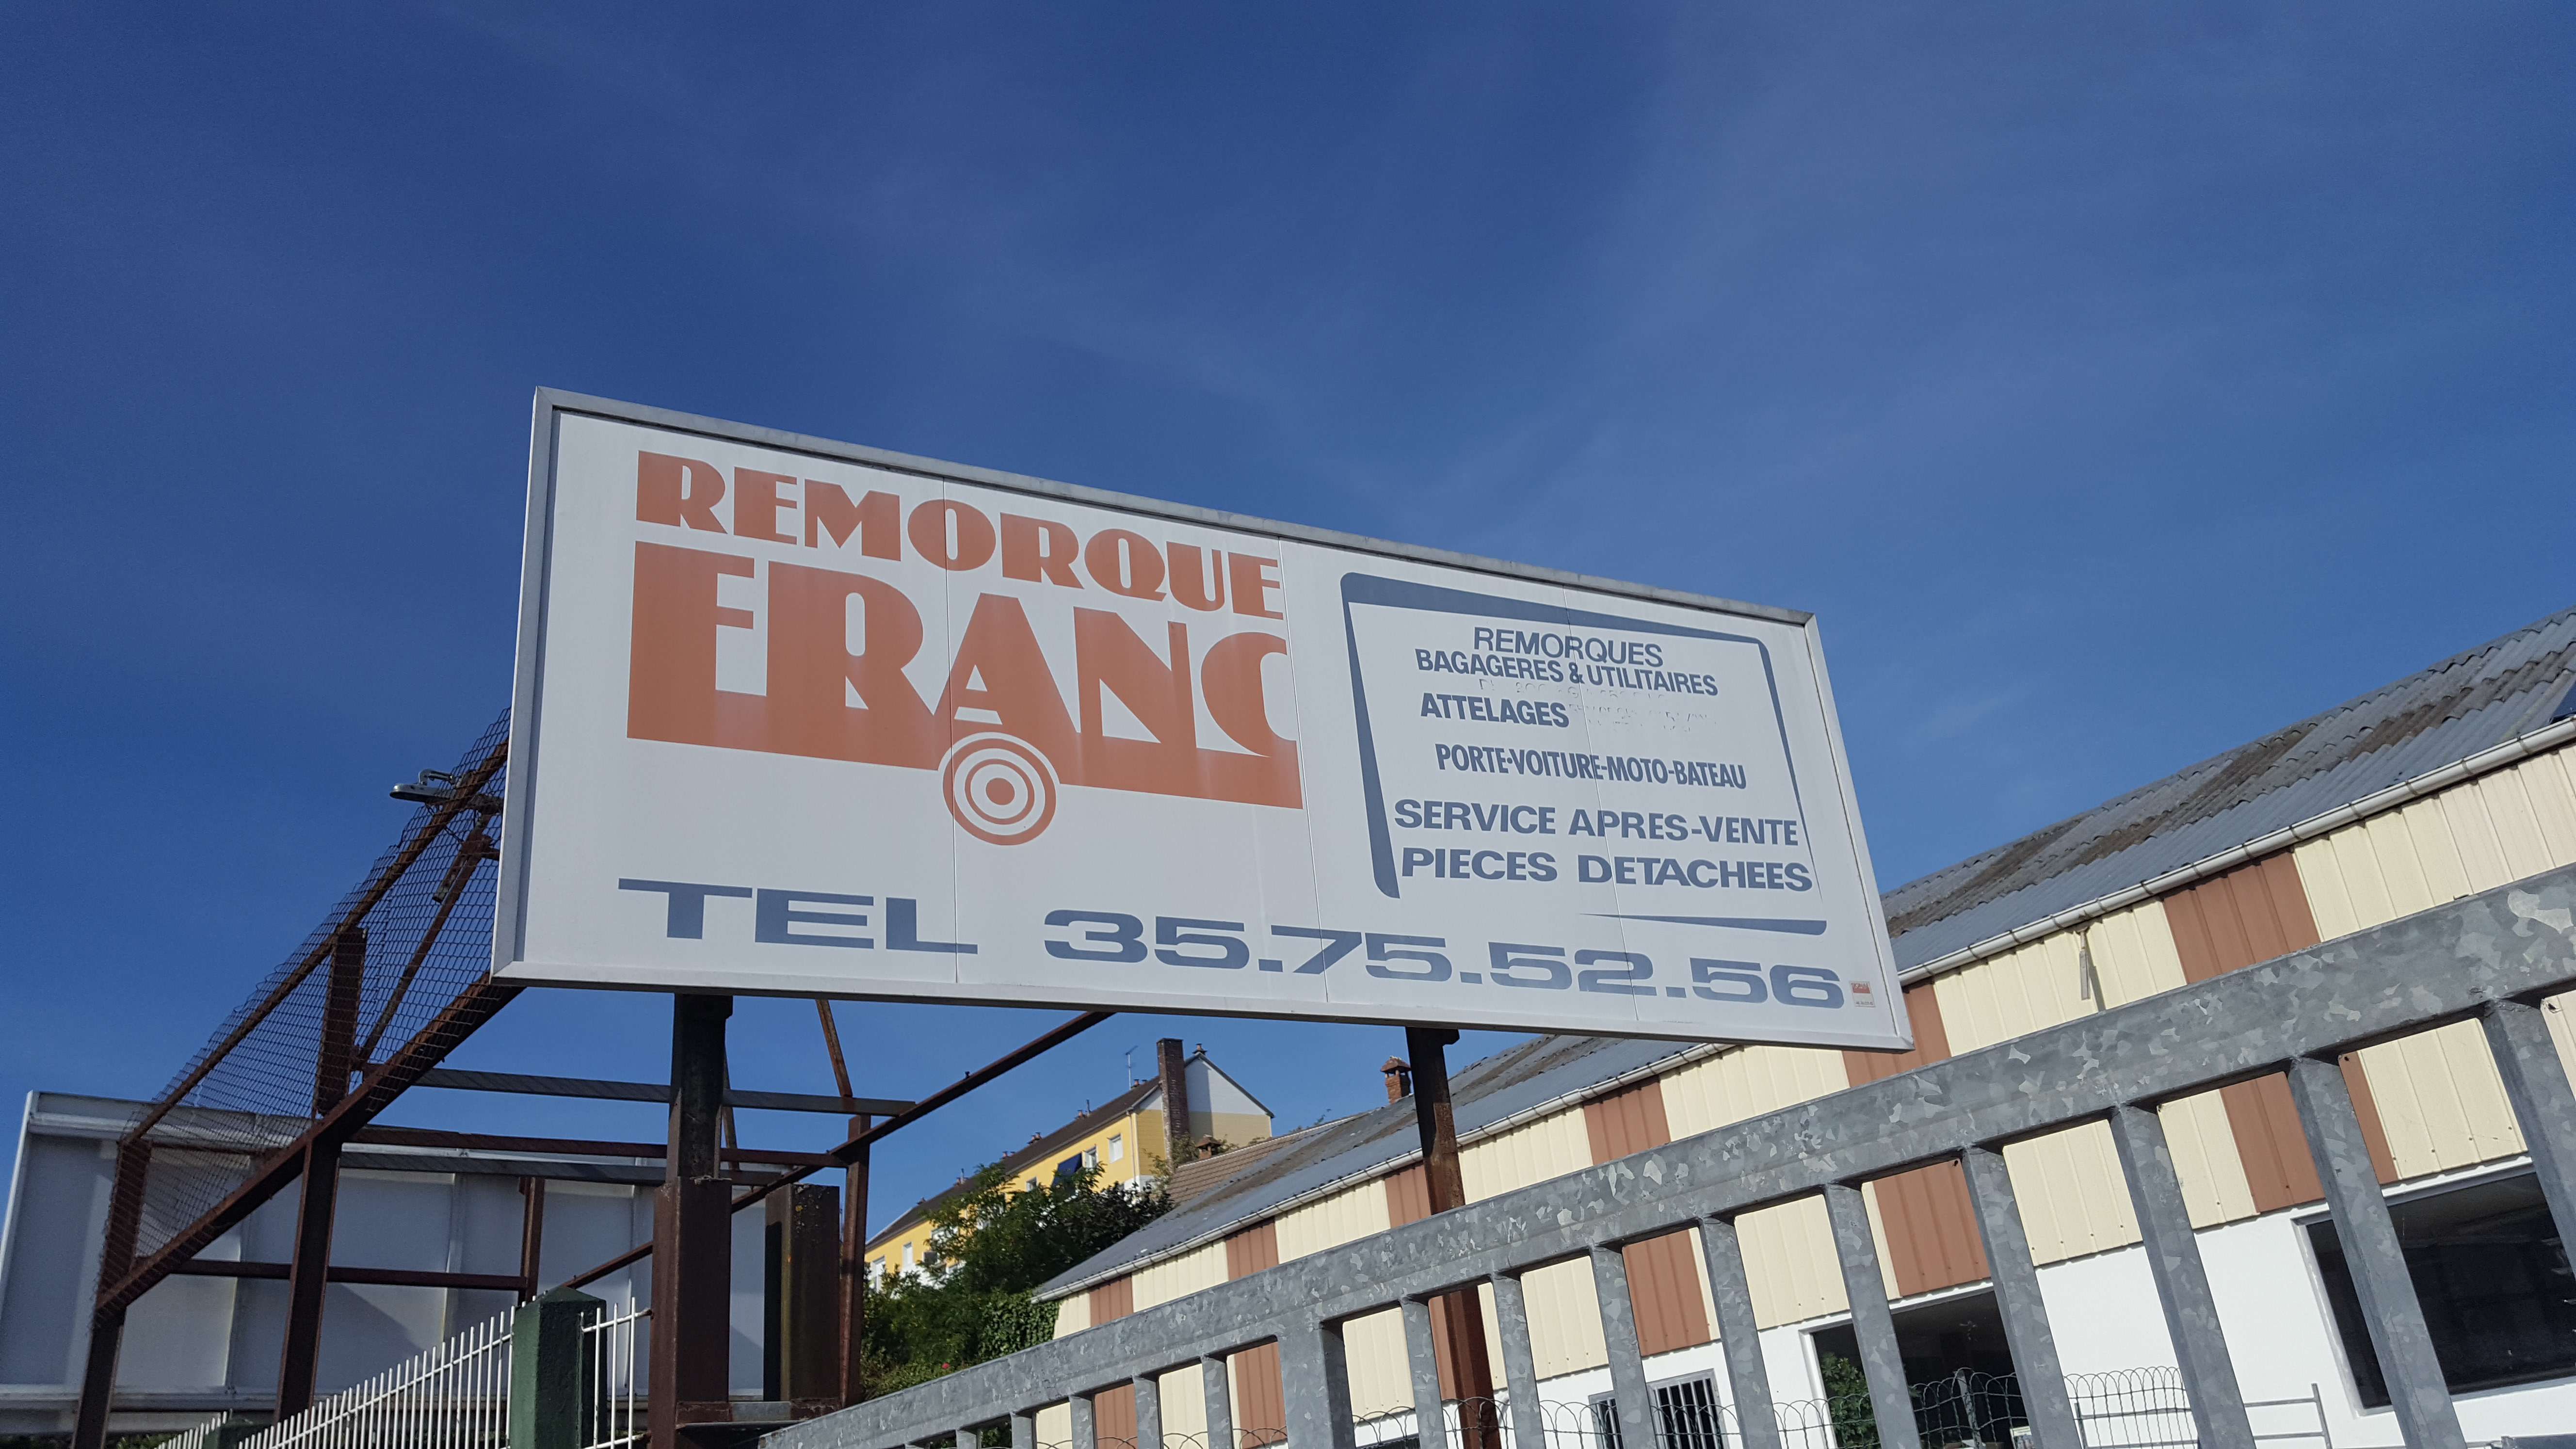 REMORQUE
FRANC
REMORQUES
BAGAGERES & UTILITAIRES
ATTELAGES
PORTE-VOITURE-MOTO-BATEAU
SERVICE APRES-VENTE
PIECES DETACHEES
TEL 35.75.52.56